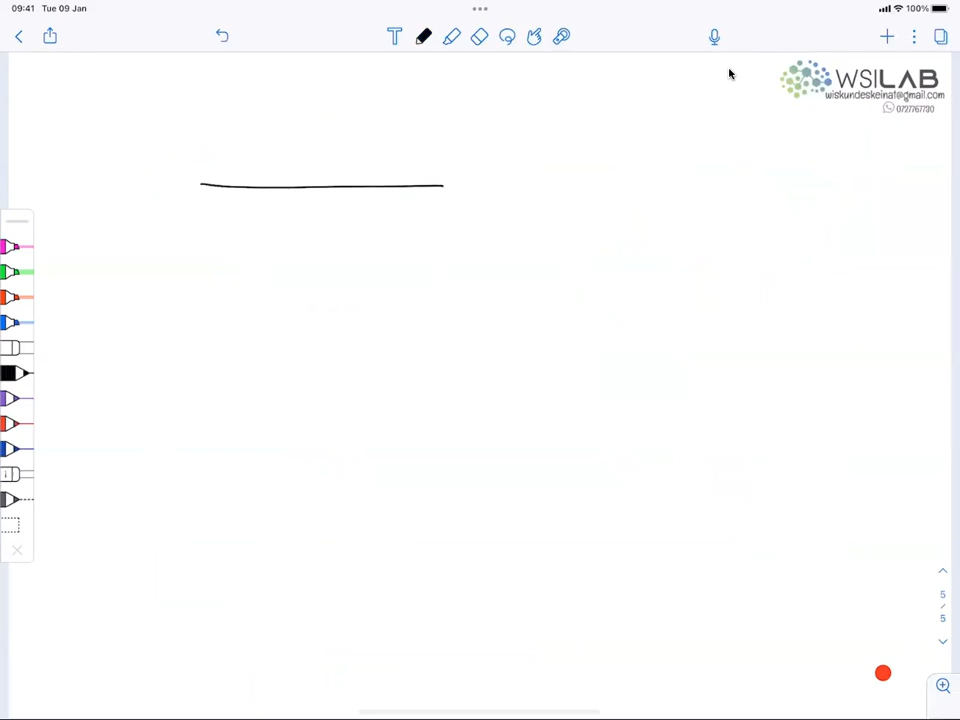 09:41 Tue 09 Jan
100%
T
WSILAB
wiskundeskeinat@gmail.com
0727767730
5
/
5